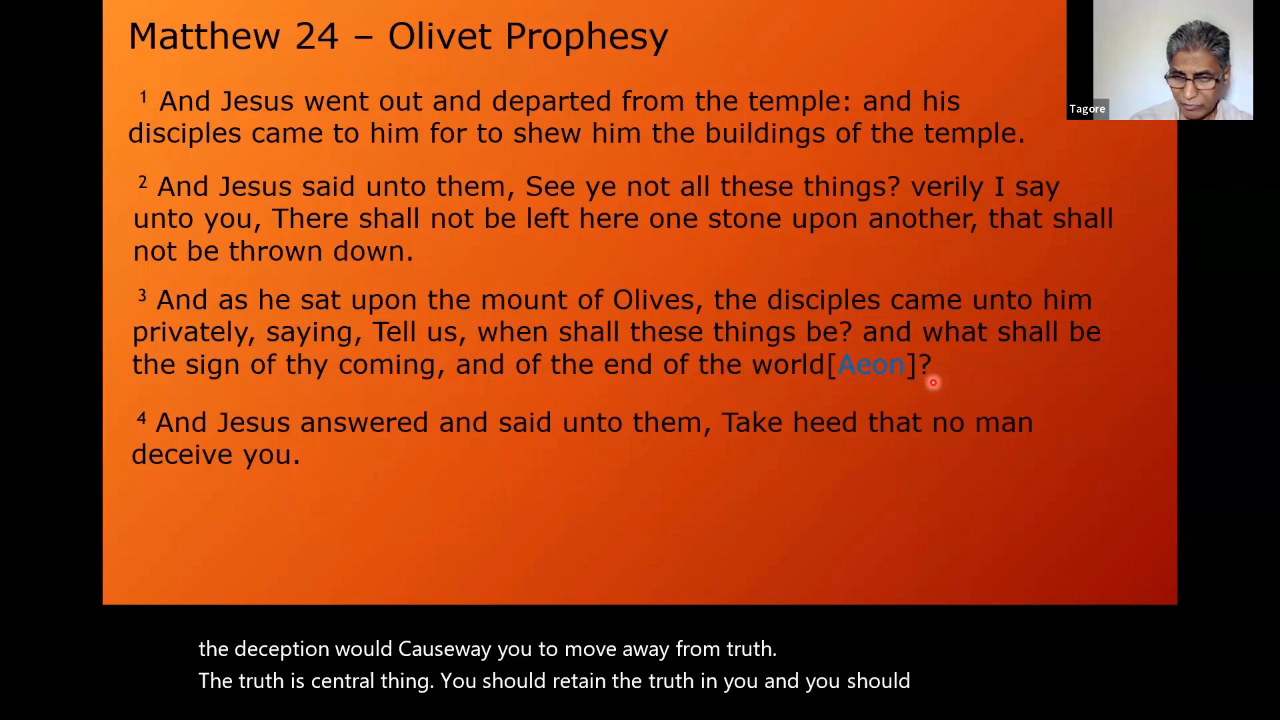 Matthew 24 – Olivet Prophesy
1 And Jesus went out and departed from the temple: and his
disciples came to him for to shew him the buildings of the temple.
2 And Jesus said unto them, See ye not all these things? verily I say
unto you, There shall not be left here one stone upon another, that shall
not be thrown down.
3 And as he sat upon the mount of Olives, the disciples came unto him
privately, saying, Tell us, when shall these things be? and what shall be
the sign of thy coming, and of the end of the world[Aeon]?
4 And Jesus answered and said unto them, Take heed that no man
deceive you.
Tagore
the deception would Causeway you to move away from truth.
The truth is central thing. You should retain the truth in you and you should